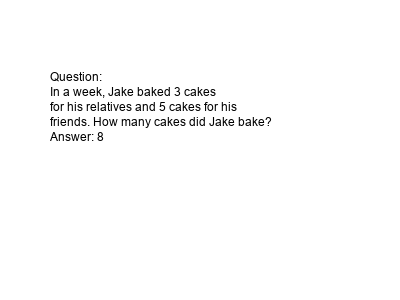 Question:
In a week, Jake baked 3 cakes
for his relatives and 5 cakes for his
friends. How many cakes did Jake bake?
Answer: 8